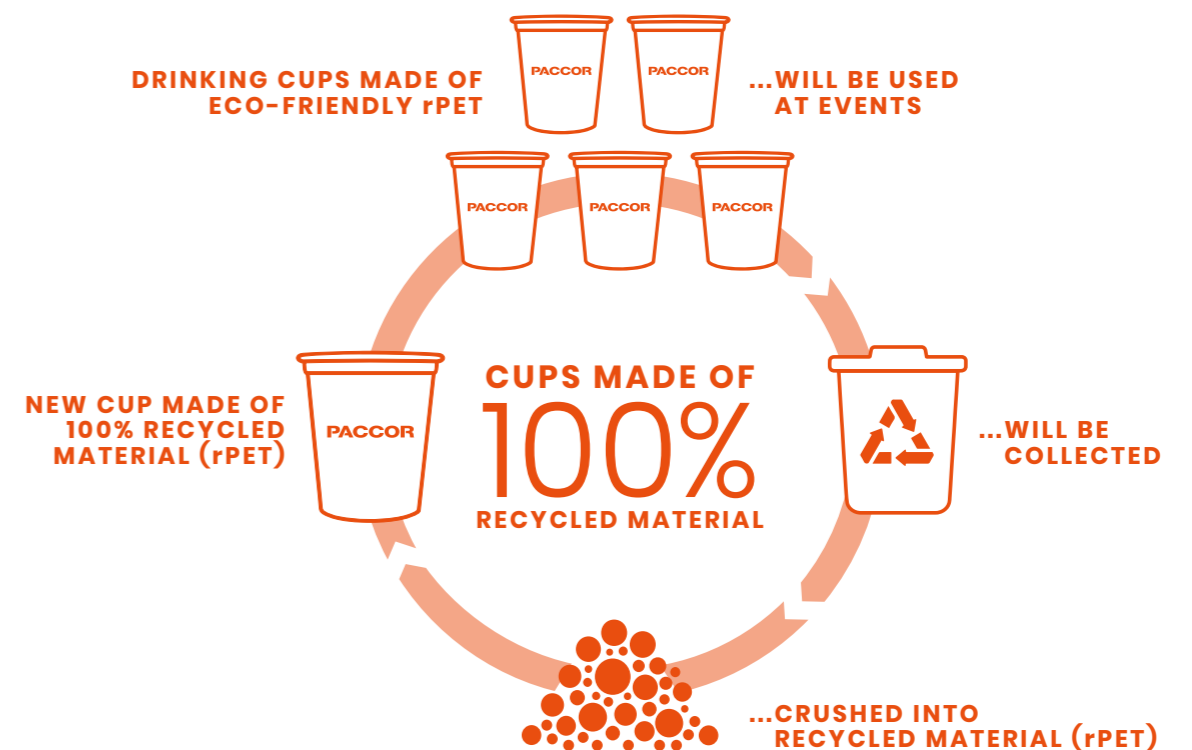 PACCOR
PACCOR
DRINKING CUPS MADE OF
ECO-FRIENDLY rPET
...WILL BE USED
AT EVENTS
PACCOR
PACCOR
PACCOR
NEW CUP MADE OF
100% RECYCLED
MATERIAL (rPET)
PACCOR
CUPS MADE OF
100%
RECYCLED MATERIAL
...WILL BE
COLLECTED
...CRUSHED INTO
RECYCLED MATERIAL (rPET)